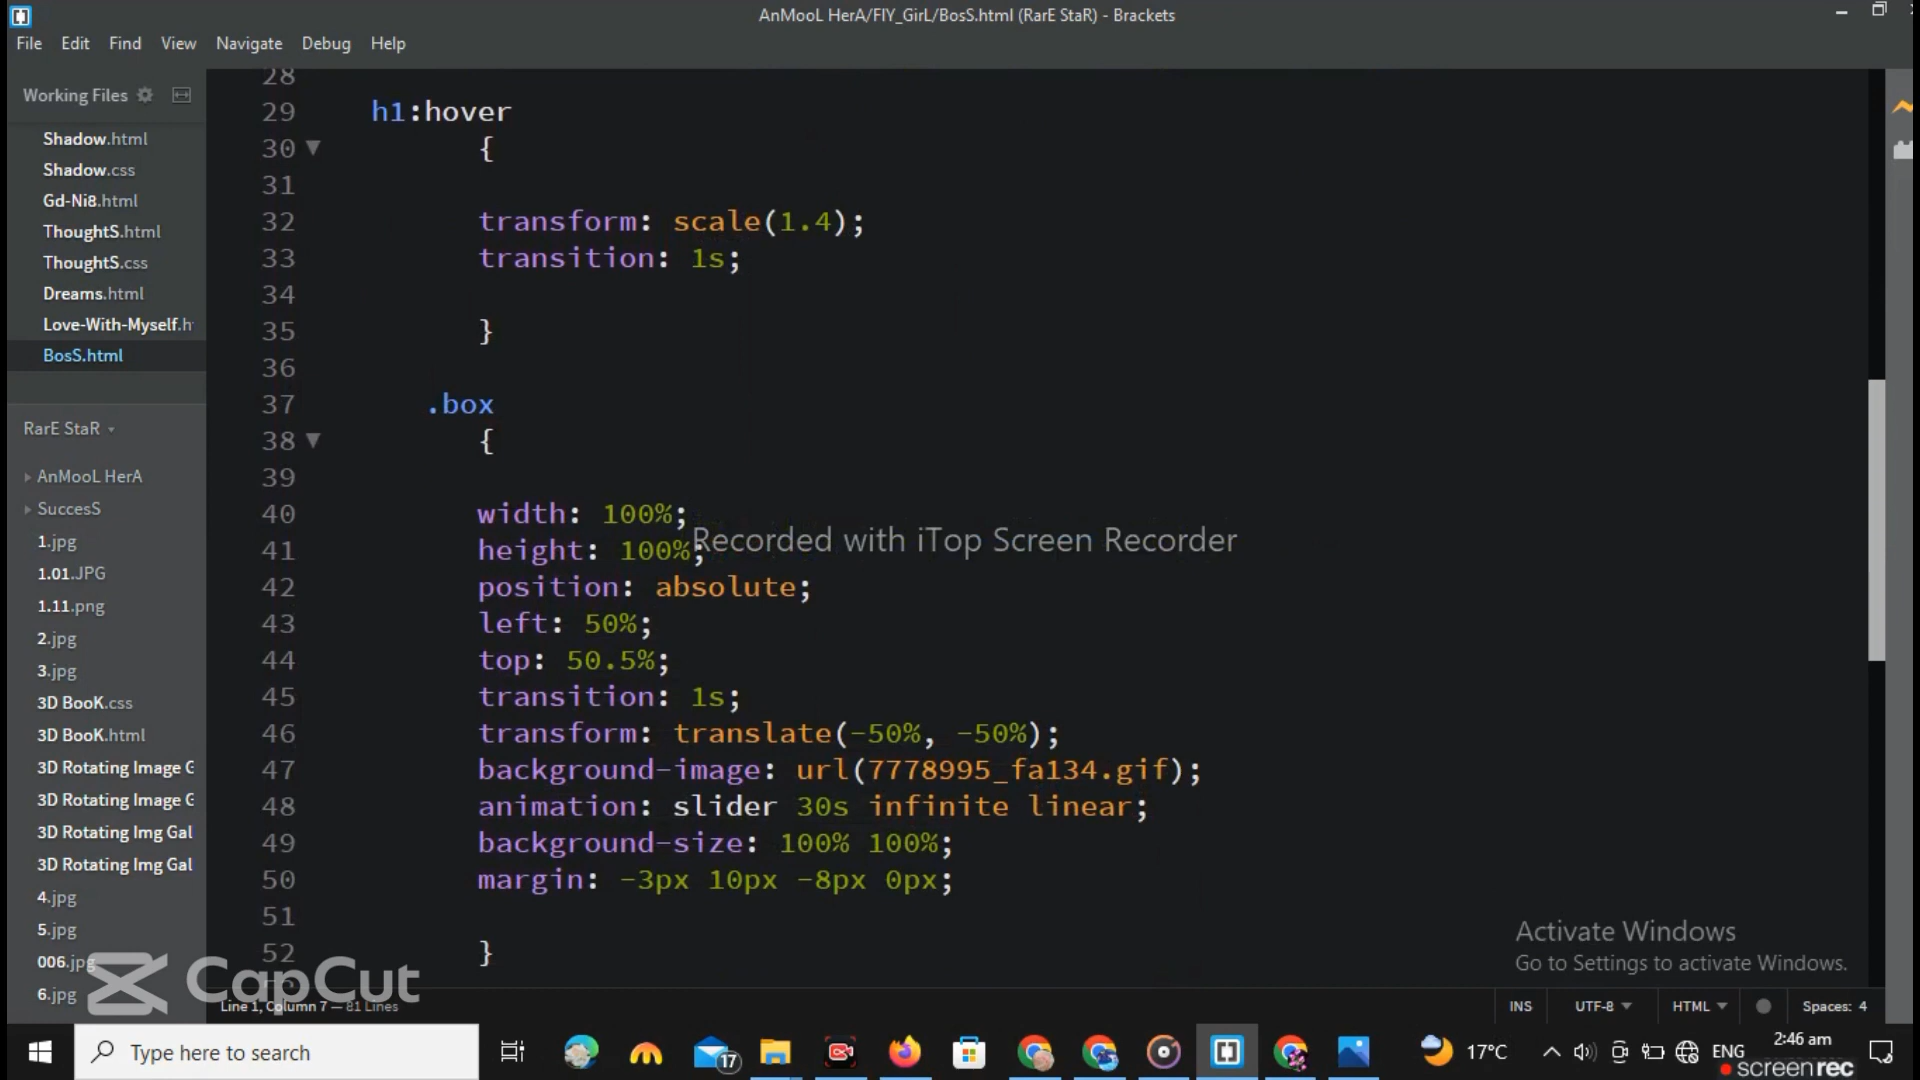 AnMooL HerA/FlY_GirL/BosS.html (RarE StaR) - Brackets
File Edit Find View Navigate Debug Help
Working Files
Shadow.html
Shadow.css
Gd-Ni8.html
ThoughtS.html
ThoughtS.css
Dreams.html
Love-With-Myself.h
BosS.html
RarE StaR
AnMooL HerA
SuccesS
1.jpg
1.01.JPG
1.11.png
2.jpg
3.jpg
3D BooK.css
3D BooK.html
3D Rotating Image G
3D Rotating Image G
3D Rotating Img Gal
3D Rotating Img Gal
4.jpg
5.jpg
006.jpg
6.jpg
28
29 h1:hover
30 {
31
32 transform: scale(1.4);
33 transition: 1s;
34
35 }
36
37 .box
38 {
39
40 width: 100%;
41 height: 100%;
42 position: absolute;
43 left: 50%;
44 top: 50.5%;
45 transition: 1s;
46 transform: translate(-50%, -50%);
47 background-image: url(7778995_fa134.gif);
48 animation: slider 30s infinite linear;
49 background-size: 100% 100%;
50 margin: -3px 10px -8px 0px;
51
52 }
Recorded with iTop Screen Recorder
Activate Windows
Go to Settings to activate Windows.
CapCut
Line 1, Column 7 — 81 Lines
INS UTF-8 HTML Spaces: 4
Type here to search
17
17°C
ENG
2:46 am
screenrec